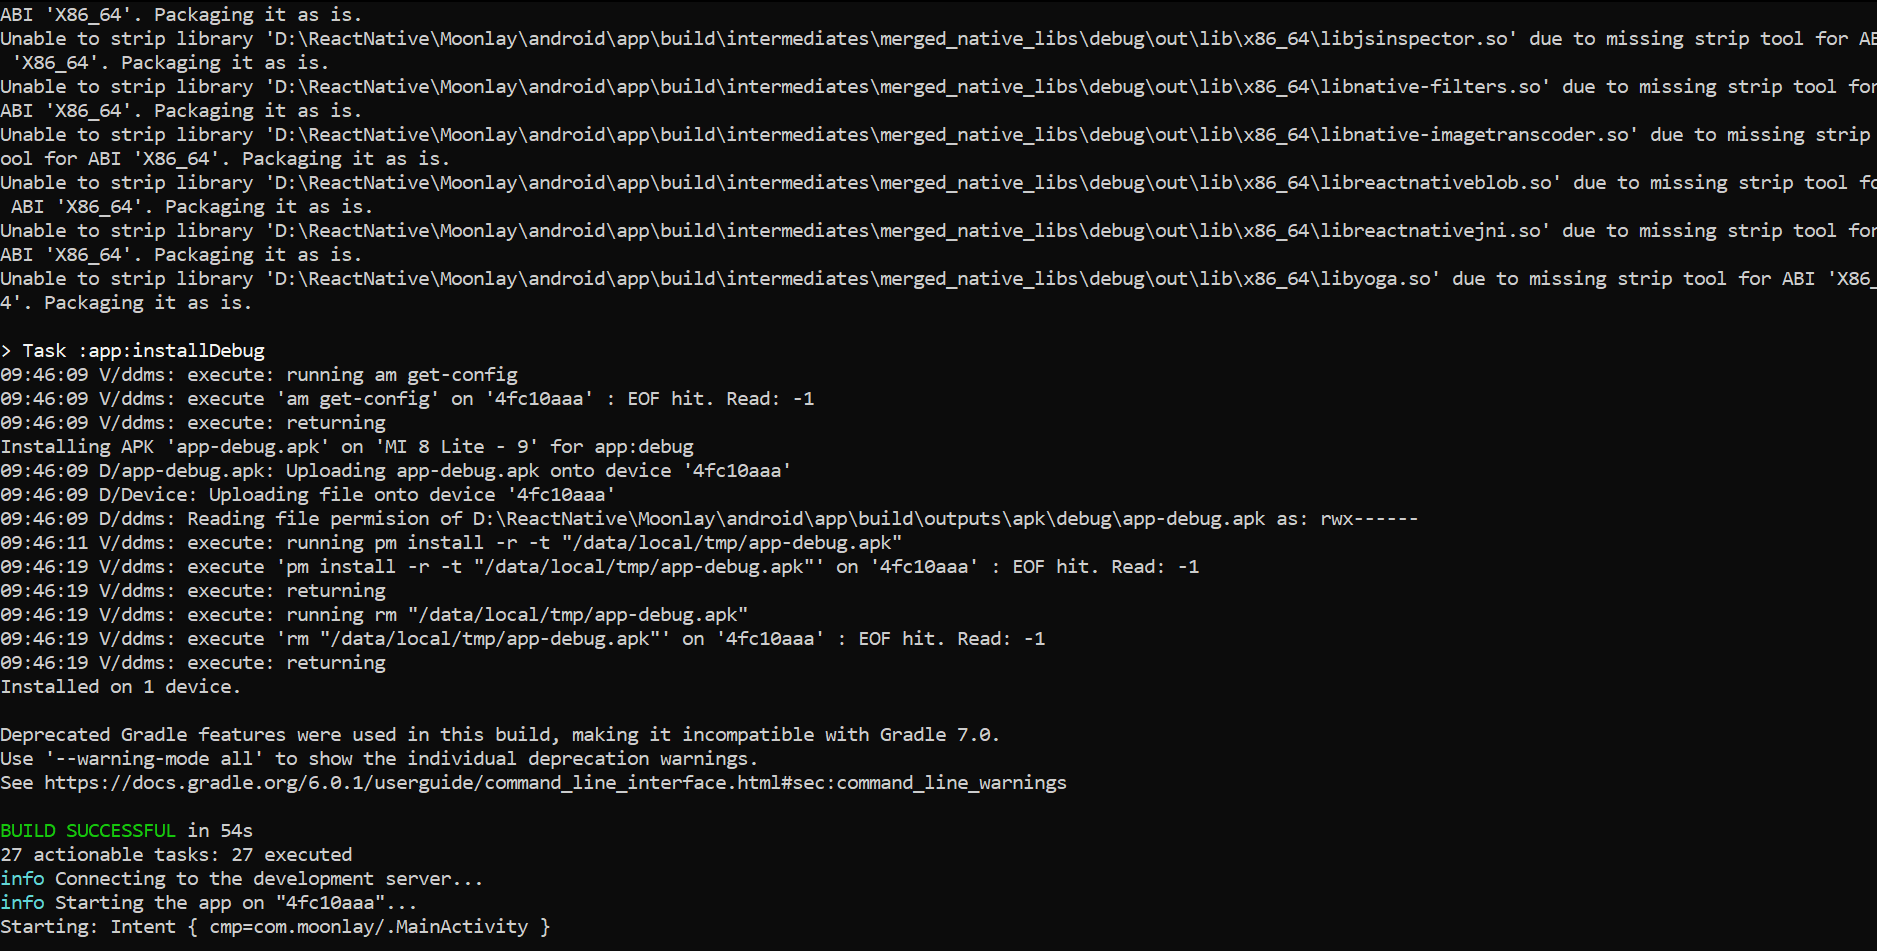 ABI 'X86_64'. Packaging it as is.
Unable to strip library 'D:\ReactNative\Moonlay\android\app\build\intermediates\merged_native_libs\debug\out\lib\x86_64\libjsinspector.so' due to missing strip tool for AB
 'X86_64'. Packaging it as is.
Unable to strip library 'D:\ReactNative\Moonlay\android\app\build\intermediates\merged_native_libs\debug\out\lib\x86_64\libnative-filters.so' due to missing strip tool for
ABI 'X86_64'. Packaging it as is.
Unable to strip library 'D:\ReactNative\Moonlay\android\app\build\intermediates\merged_native_libs\debug\out\lib\x86_64\libnative-imagetranscoder.so' due to missing strip
ool for ABI 'X86_64'. Packaging it as is.
Unable to strip library 'D:\ReactNative\Moonlay\android\app\build\intermediates\merged_native_libs\debug\out\lib\x86_64\libreactnativeblob.so' due to missing strip tool fo
 ABI 'X86_64'. Packaging it as is.
Unable to strip library 'D:\ReactNative\Moonlay\android\app\build\intermediates\merged_native_libs\debug\out\lib\x86_64\libreactnativejni.so' due to missing strip tool for
ABI 'X86_64'. Packaging it as is.
Unable to strip library 'D:\ReactNative\Moonlay\android\app\build\intermediates\merged_native_libs\debug\out\lib\x86_64\libyoga.so' due to missing strip tool for ABI 'X86_
4'. Packaging it as is.
> Task :app:installDebug
09:46:09 V/ddms: execute: running am get-config
09:46:09 V/ddms: execute 'am get-config' on '4fc10aaa' : EOF hit. Read: -1
09:46:09 V/ddms: execute: returning
Installing APK 'app-debug.apk' on 'MI 8 Lite - 9' for app:debug
09:46:09 D/app-debug.apk: Uploading app-debug.apk onto device '4fc10aaa'
09:46:09 D/Device: Uploading file onto device '4fc10aaa'
09:46:09 D/ddms: Reading file permision of D:\ReactNative\Moonlay\android\app\build\outputs\apk\debug\app-debug.apk as: rwx------
09:46:11 V/ddms: execute: running pm install -r -t "/data/local/tmp/app-debug.apk"
09:46:19 V/ddms: execute 'pm install -r -t "/data/local/tmp/app-debug.apk"' on '4fc10aaa' : EOF hit. Read: -1
09:46:19 V/ddms: execute: returning
09:46:19 V/ddms: execute: running rm "/data/local/tmp/app-debug.apk"
09:46:19 V/ddms: execute 'rm "/data/local/tmp/app-debug.apk"' on '4fc10aaa' : EOF hit. Read: -1
09:46:19 V/ddms: execute: returning
Installed on 1 device.
Deprecated Gradle features were used in this build, making it incompatible with Gradle 7.0.
Use '--warning-mode all' to show the individual deprecation warnings.
See https://docs.gradle.org/6.0.1/userguide/command_line_interface.html#sec:command_line_warnings
BUILD SUCCESSFUL in 54s
27 actionable tasks: 27 executed
info Connecting to the development server...
info Starting the app on "4fc10aaa"...
Starting: Intent { cmp=com.moonlay/.MainActivity }